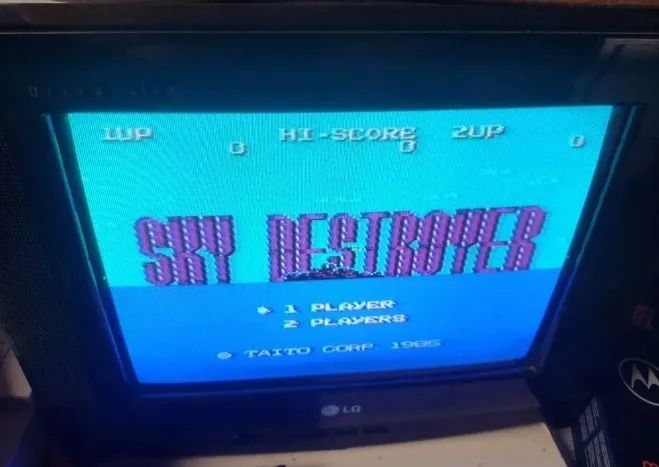 1UP HI-SCORE 2UP
0 0 0
SKY DESTROYER
1 PLAYER
2 PLAYERS
© TAITO CORP 1985
LG